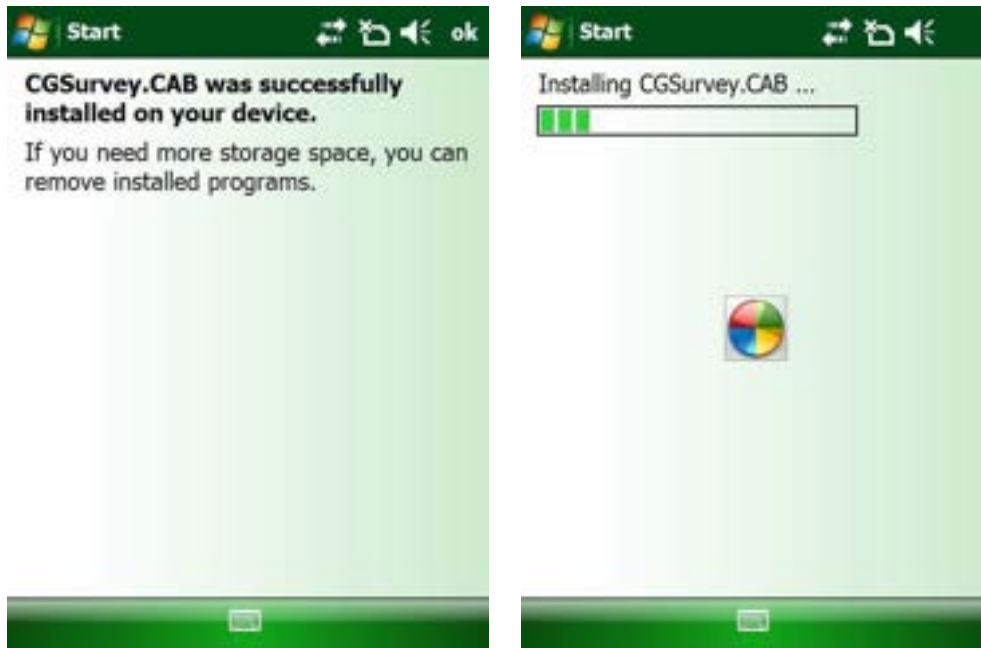 Start ok
CGSurvey.CAB was successfully
installed on your device.
If you need more storage space, you can
remove installed programs.
Start
Installing CGSurvey.CAB ...